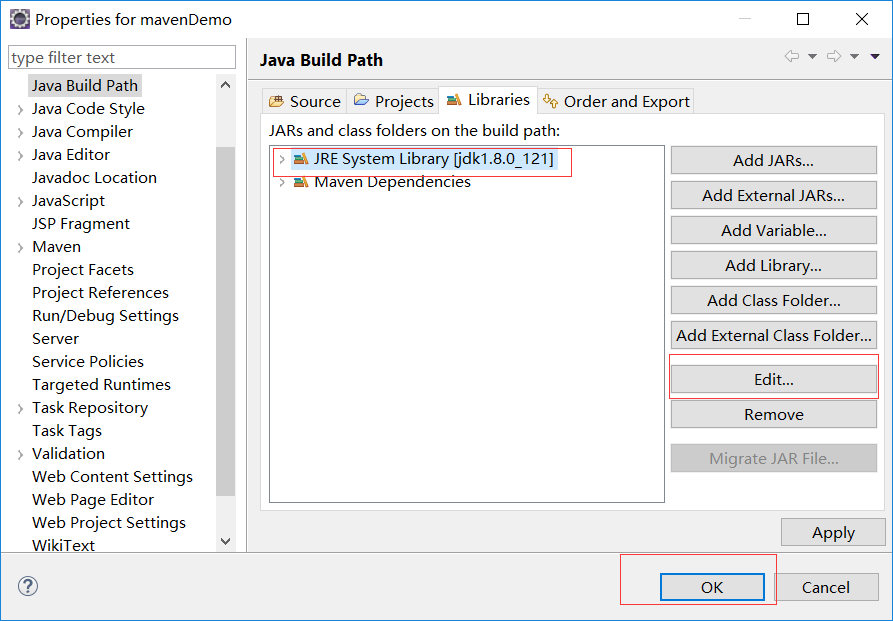 Properties for mavenDemo
type filter text
Java Build Path
Java Code Style
Java Compiler
Java Editor
Javadoc Location
JavaScript
JSP Fragment
Maven
Project Facets
Project References
Run/Debug Settings
Server
Service Policies
Targeted Runtimes
Task Repository
Task Tags
Validation
Web Content Settings
Web Page Editor
Web Project Settings
WikiText
Java Build Path
Source Projects Libraries Order and Export
JARs and class folders on the build path:
JRE System Library [jdk1.8.0_121]
Maven Dependencies
Add JARs...
Add External JARs...
Add Variable...
Add Library...
Add Class Folder...
Add External Class Folder...
Edit...
Remove
Migrate JAR File...
Apply
?
OK Cancel